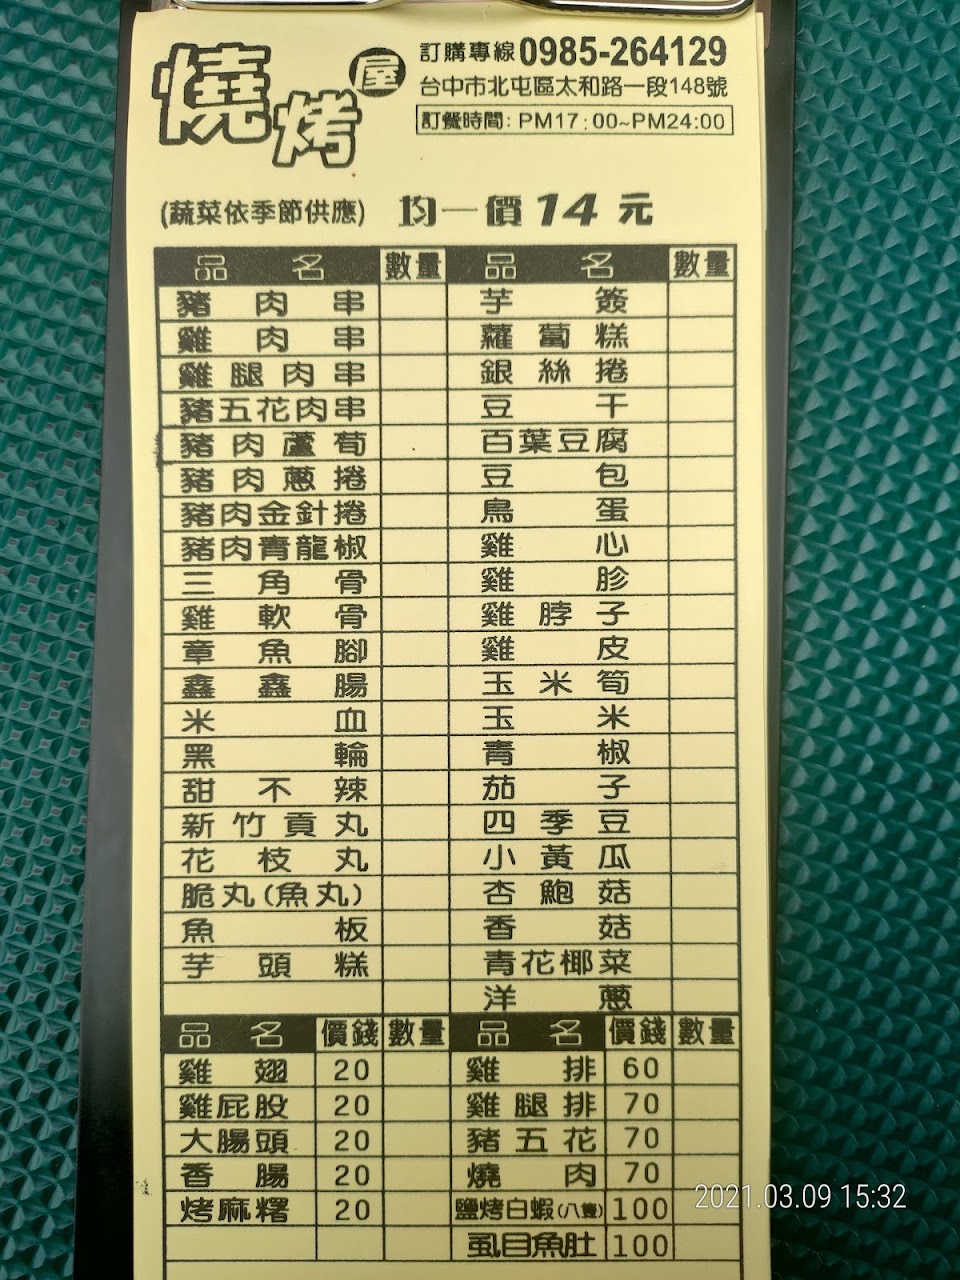 燒烤屋
訂購專線0985-264129
台中市北屯區太和路一段148號
訂餐時間：PM17：00~PM24:00
(蔬菜依季節供應) 均一價14元
品名 數量 品名 數量
豬肉串 芋簽
雞肉串 蘿蔔糕
雞腿肉串 銀絲捲
豬五花肉串 豆干
豬肉蘆荀 百葉豆腐
豬肉蔥捲 豆包
豬肉金針捲 鳥蛋
豬肉青龍椒 雞心
三角骨 雞胗
雞軟骨 雞脖子
章魚腳 雞皮
鑫鑫腸 玉米筍
米血 玉米
黑輪 青椒
甜不辣 茄子
新竹貢丸 四季豆
花枝丸 小黃瓜
脆丸(魚丸) 杏鮑菇
魚板 香菇
芋頭糕 青花椰菜
洋蔥
品名 價錢 數量 品名 價錢 數量
雞翅 20 雞排 60
雞屁股 20 雞腿排 70
大腸頭 20 豬五花 70
香腸 20 燒肉 70
烤麻糬 20 鹽烤白蝦(八隻) 100
虱目魚肚 100
2021.03.09 15:32